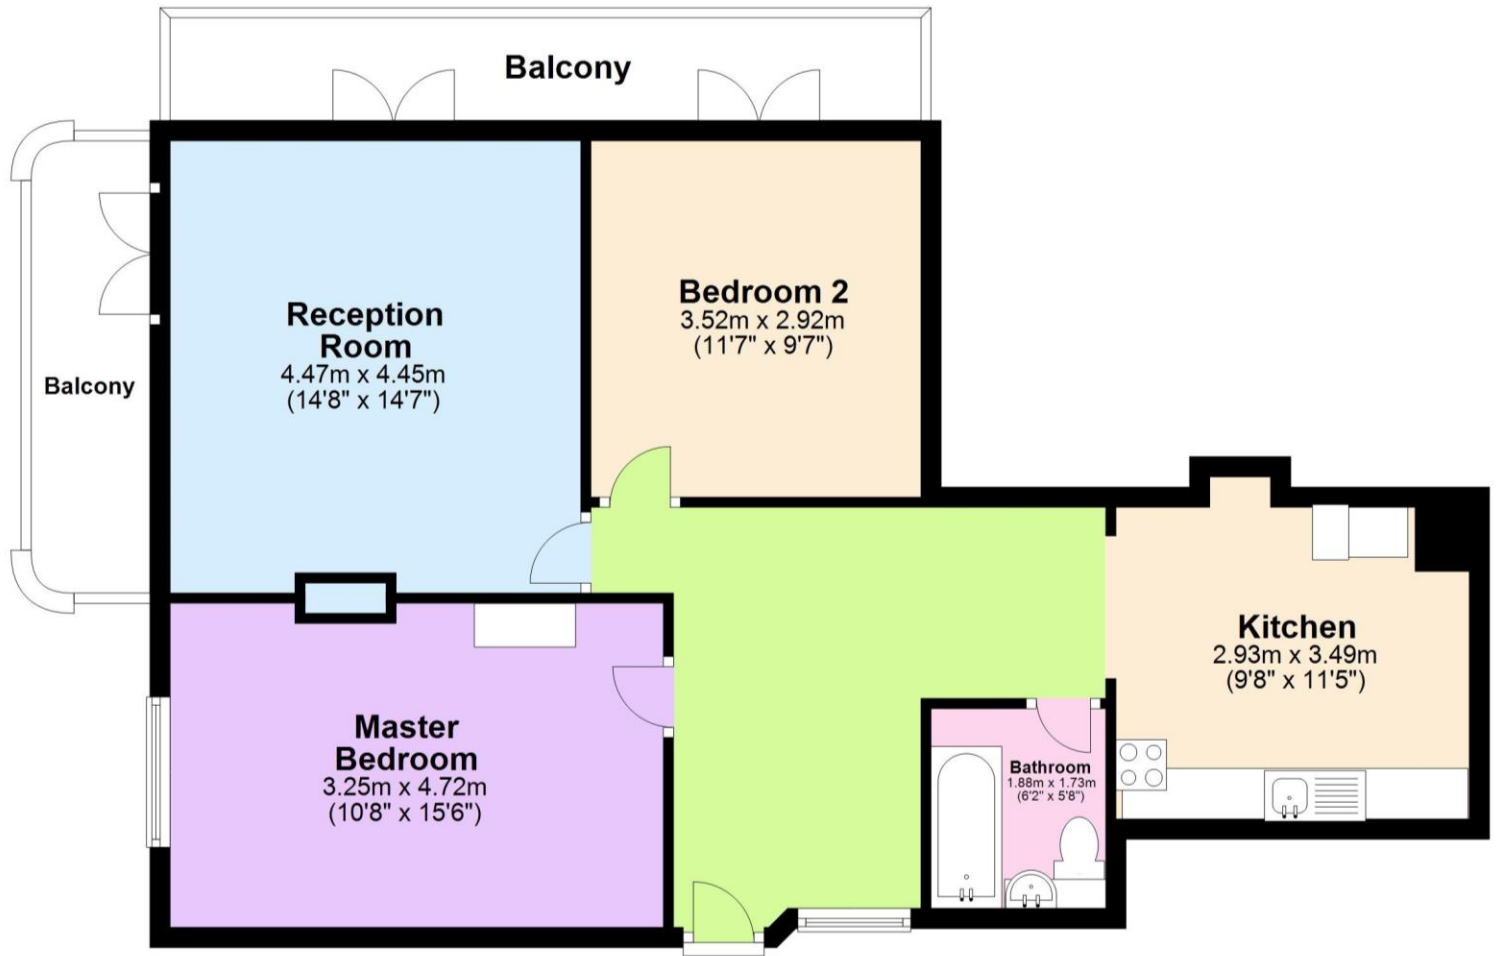 Balcony
Balcony
Reception
Room
4.47m x 4.45m
(14'8" x 14'7")
Bedroom 2
3.52m x 2.92m
(11'7" x 9'7")
Kitchen
2.93m x 3.49m
(9'8" x 11'5")
Master
Bedroom
3.25m x 4.72m
(10'8" x 15'6")
Bathroom
1.88m x 1.73m
(6'2" x 5'8")